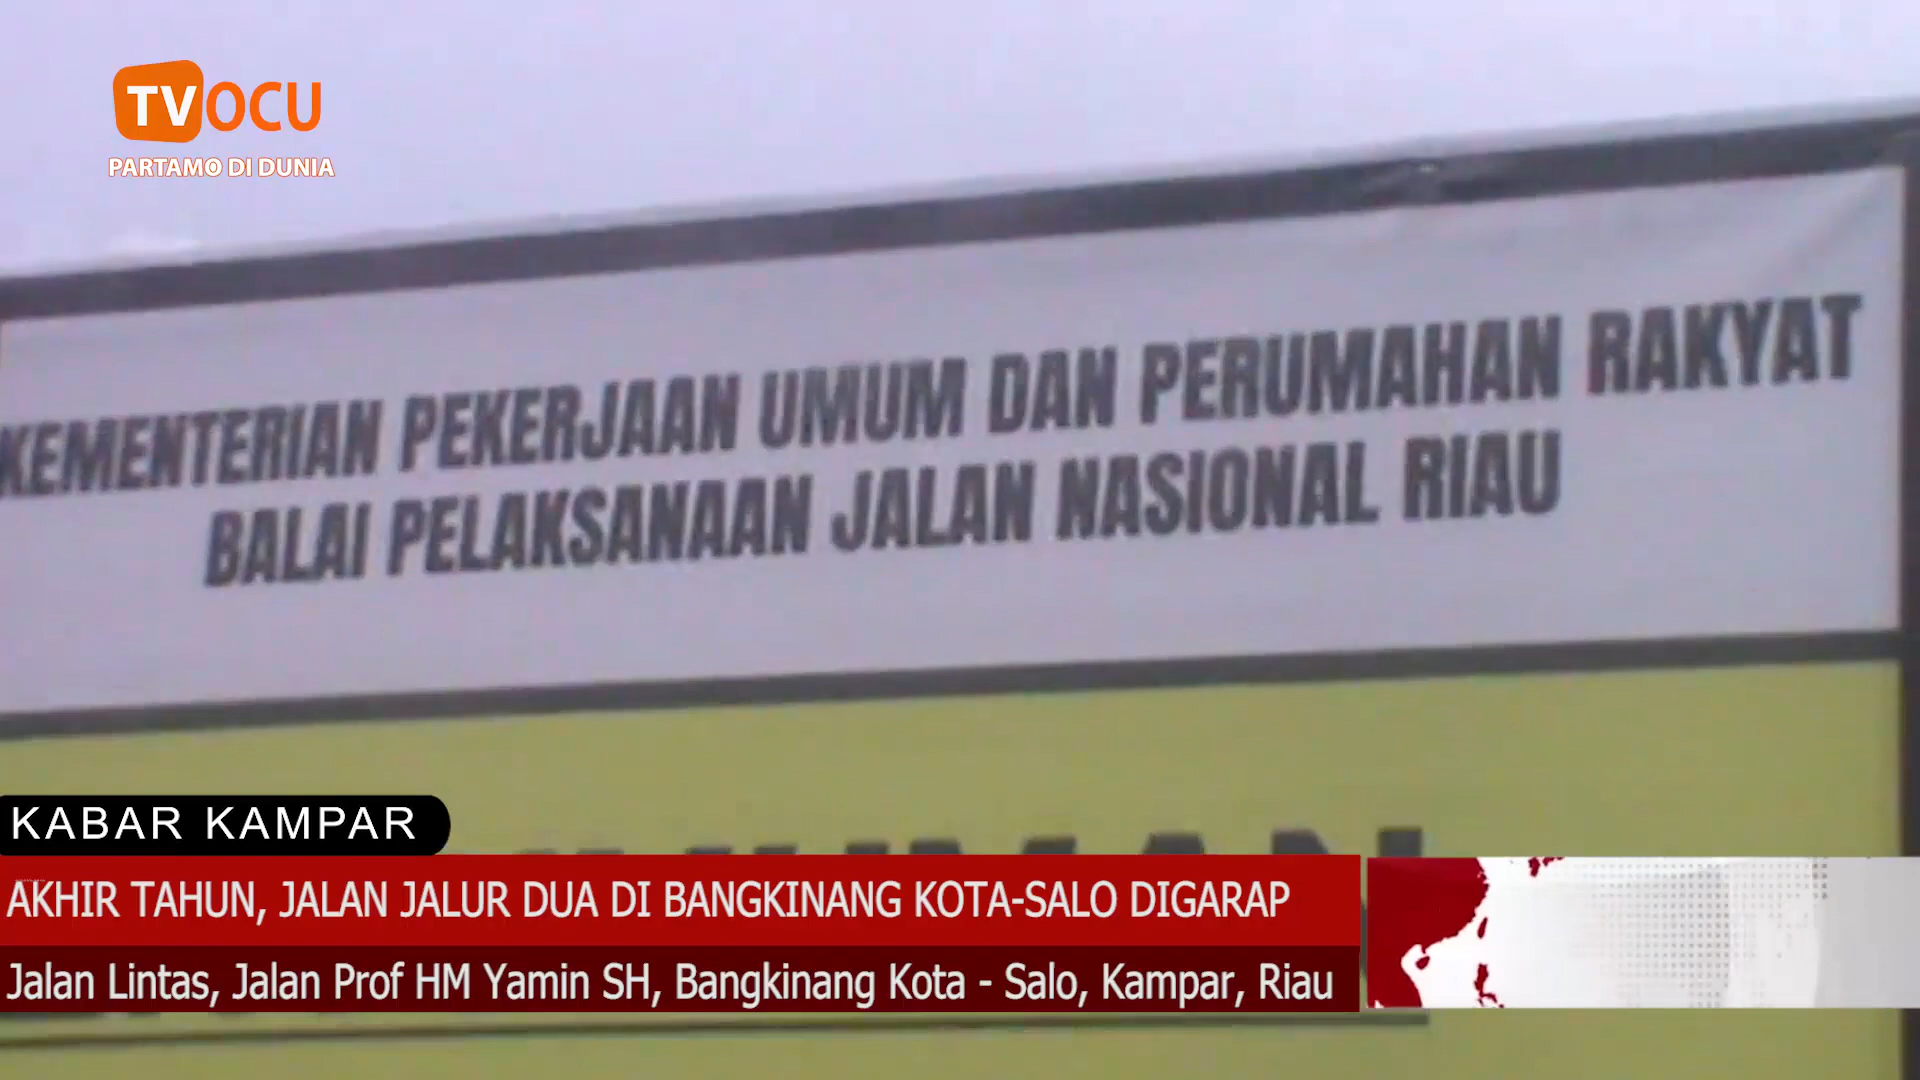 TVOCU
PARTAMO DI DUNIA
KEMENTERIAN PEKERJAAN UMUM DAN PERUMAHAN RAKYAT
BALAI PELAKSANAAN JALAN NASIONAL RIAU
KABAR KAMPAR
AKHIR TAHUN, JALAN JALUR DUA DI BANGKINANG KOTA-SALO DIGARAP
Jalan Lintas, Jalan Prof HM Yamin SH, Bangkinang Kota - Salo, Kampar, Riau